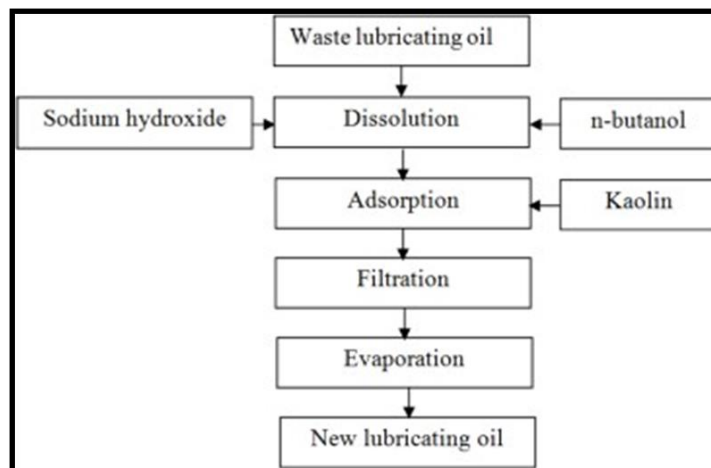 Waste lubricating oil
Sodium hydroxide
Dissolution
n-butanol
Adsorption
Kaolin
Filtration
Evaporation
New lubricating oil